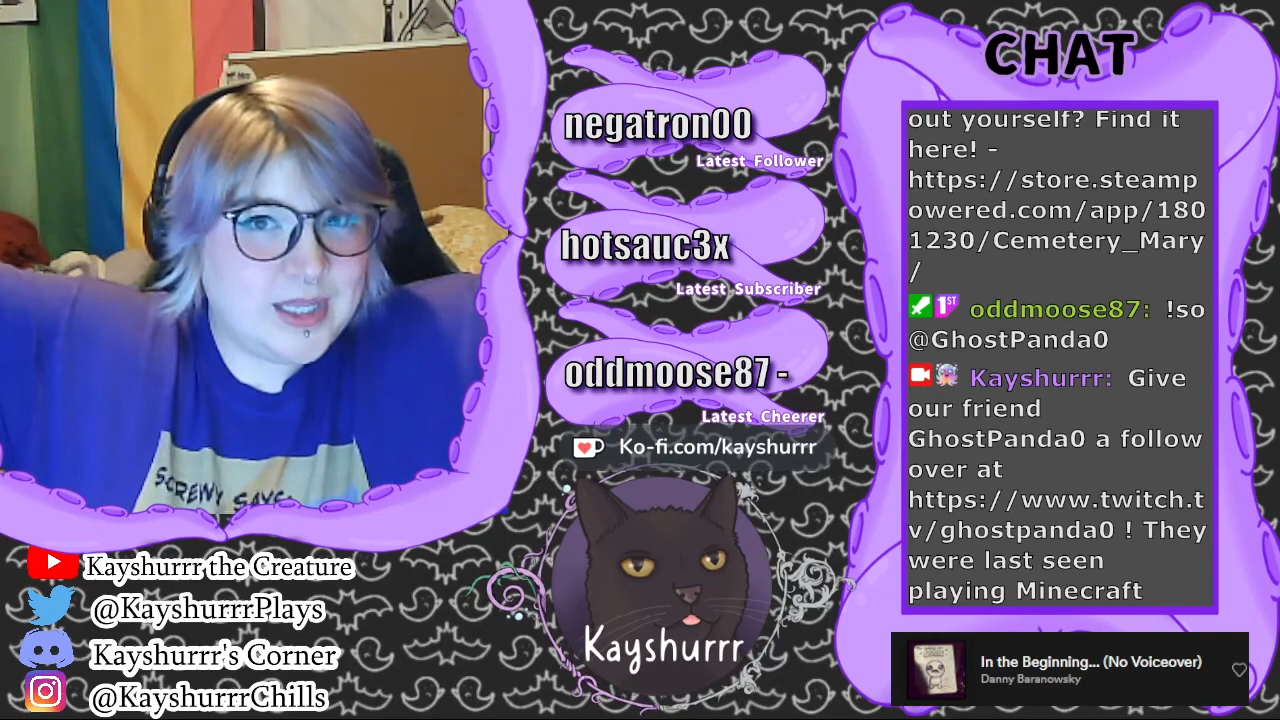 SCREWY SAYS:
negatron00
Latest Follower
hotsauc3x
Latest Subscriber
oddmoose87 -
Latest Cheerer
Ko-fi.com/kayshurrr
Kayshurrr
Kayshurrr the Creature
@KayshurrrPlays
Kayshurrr's Corner
@KayshurrrChills
CHAT
out yourself? Find it
here! -
https://store.steamp
owered.com/app/180
1230/Cemetery_Mary
/
1ST oddmoose87: !so
@GhostPanda0
Kayshurrr: Give
our friend
GhostPanda0 a follow
over at
https://www.twitch.t
v/ghostpanda0 ! They
were last seen
playing Minecraft
In the Beginning... (No Voiceover)
Danny Baranowsky